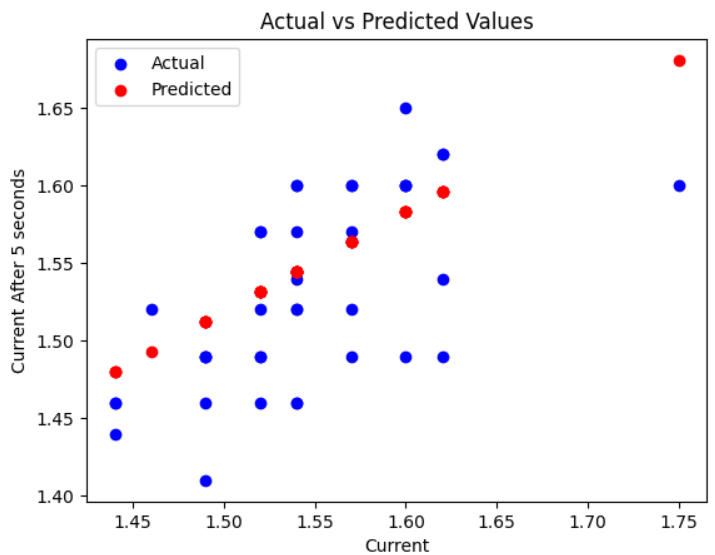 Actual vs Predicted Values
Actual
Predicted
Current After 5 seconds
1.65
1.60
1.55
1.50
1.45
1.40
1.45 1.50 1.55 1.60 1.65 1.70 1.75
Current